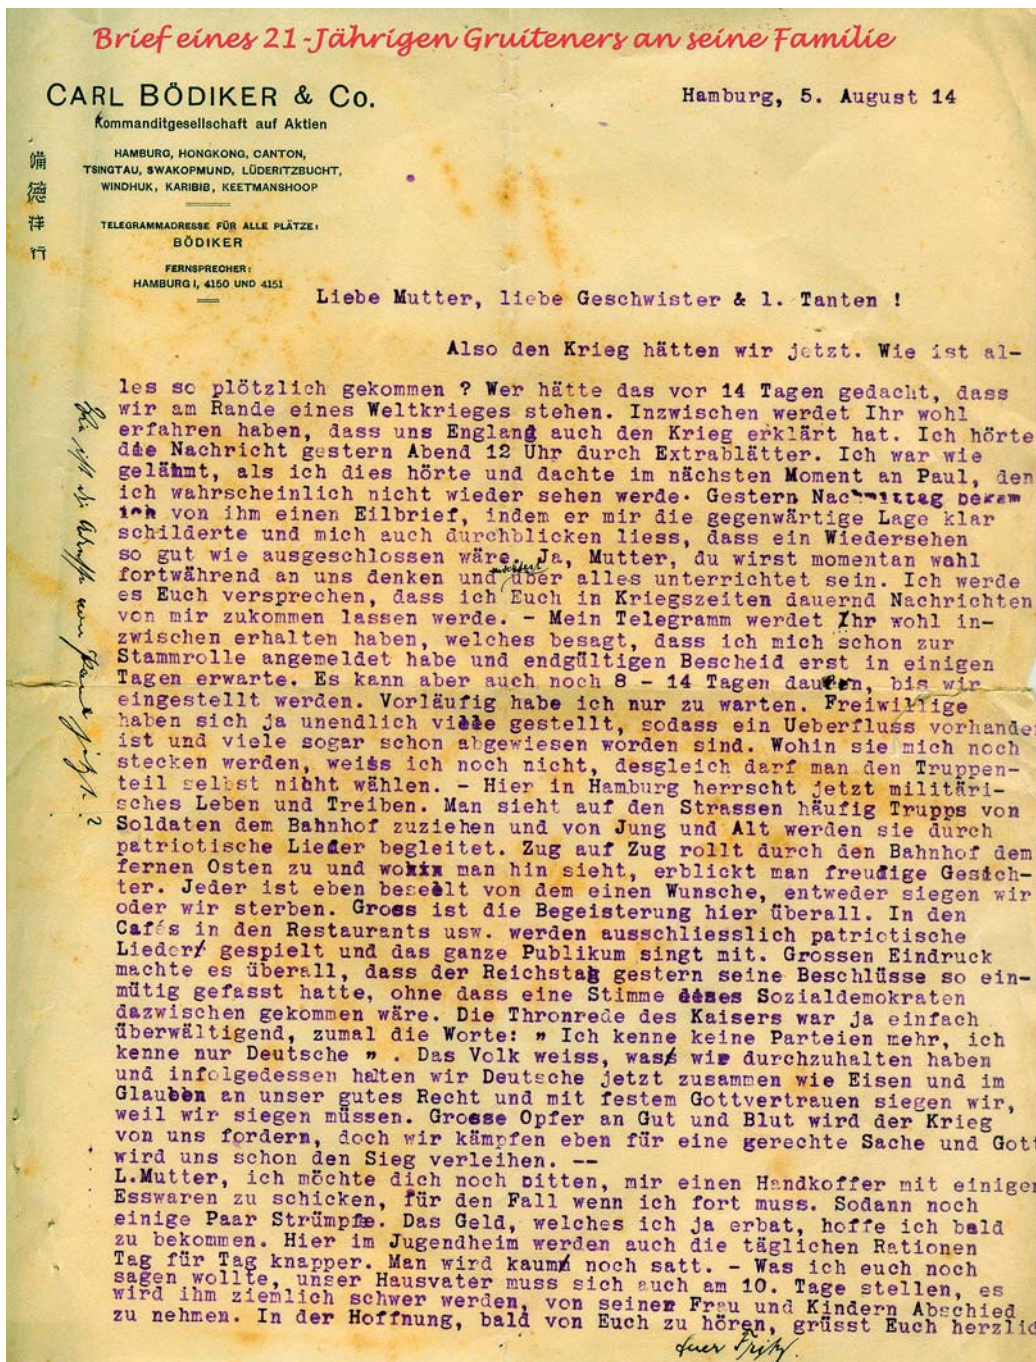 Brief eines 21-Jährigen Gruiteners an seine Familie
CARL BÖDIKER & Co.
Kommanditgesellschaft auf Aktien
HAMBURG, HONGKONG, CANTON,
TSINGTAU, SWAKOPMUND, LÜDERITZBUCHT,
WINDHUK, KARIBIB, KEETMANSHOOP
TELEGRAMMADRESSE FÜR ALLE PLÄTZE:
BÖDIKER
FERNSPRECHER:
HAMBURG I, 4150 UND 4151
德洋行
Hamburg, 5. August 14
Liebe Mutter, liebe Geschwister & l. Tanten !
Also den Krieg hätten wir jetzt. Wie ist al-
les so plötzlich gekommen ? Wer hätte das vor 14 Tagen gedacht, dass
wir am Rande eines Weltkrieges stehen. Inzwischen werdet Ihr wohl
erfahren haben, dass uns England auch den Krieg erklärt hat. Ich hörte
die Nachricht gestern Abend 12 Uhr durch Extrablätter. Ich war wie
gelähmt, als ich dies hörte und dachte im nächsten Moment an Paul, den
ich wahrscheinlich nicht wieder sehen werde. Gestern Nachmittag bekam
ich von ihm einen Eilbrief, indem er mir die gegenwärtige Lage klar
schilderte und mich auch durchblicken liess, dass ein Wiedersehen
so gut wie ausgeschlossen wäre. Ja, Mutter, du wirst momentan wahl
fortwährend an uns denken und über alles unterrichtet sein. Ich werde
es Euch versprechen, dass ich Euch in Kriegszeiten dauernd Nachrichten
von mir zukommen lassen werde. - Mein Telegramm werdet Ihr wohl in-
zwischen erhalten haben, welches besagt, dass ich mich schon zur
Stammrolle angemeldet habe und endgültigen Bescheid erst in einigen
Tagen erwarte. Es kann aber auch noch 8 - 14 Tagen dauern, bis wir
eingestellt werden. Vorläufig habe ich nur zu warten. Freiwillige
haben sich ja unendlich viele gestellt, sodass ein Ueberfluss vorhanden
ist und viele sogar schon abgewiesen worden sind. Wohin sie mich noch
stecken werden, weiss ich noch nicht, desgleich darf man den Truppen-
teil selbst nicht wählen. - Hier in Hamburg herrscht jetzt militäri-
sches Leben und Treiben. Man sieht auf den Strassen häufig Trupps von
Soldaten dem Bahnhof zuziehen und von Jung und Alt werden sie durch
patriotische Lieder begleitet. Zug auf Zug rollt durch den Bahnhof dem
fernen Osten zu und wohin man hin sieht, erblickt man freudige Gesich-
ter. Jeder ist eben beseelt von dem einen Wunsche, entweder siegen wir
oder wir sterben. Gross ist die Begeisterung hier überall. In den
Cafés in den Restaurants usw. werden ausschliesslich patriotische
Lieder gespielt und das ganze Publikum singt mit. Grossen Eindruck
machte es überall, dass der Reichstag gestern seine Beschlüsse so ein-
mütig gefasst hatte, ohne dass eine Stimme eines Sozialdemokraten
dazwischen gekommen wäre. Die Thronrede des Kaisers war ja einfach
überwältigend, zumal die Worte: " Ich kenne keine Parteien mehr, ich
kenne nur Deutsche " . Das Volk weiss, was wir durchzuhalten haben
und infolgedessen halten wir Deutsche jetzt zusammen wie Eisen und im
Glauben an unser gutes Recht und mit festem Gottvertrauen siegen wir,
weil wir siegen müssen. Grosse Opfer an Gut und Blut wird der Krieg
von uns fordern, doch wir kämpfen eben für eine gerechte Sache und Gott
wird uns schon den Sieg verleihen. --
L.Mutter, ich möchte dich noch bitten, mir einen Handkoffer mit einigen
Esswaren zu schicken, für den Fall wenn ich fort muss. Sodann noch
einige Paar Strümpfe. Das Geld, welches ich ja erbat, hoffe ich bald
zu bekommen. Hier im Jugendheim werden auch die täglichen Rationen
Tag für Tag knapper. Man wird kaum noch satt. - Was ich euch noch
sagen wollte, unser Hausvater muss sich auch am 10. Tage stellen, es
wird ihm ziemlich schwer werden, von seiner Frau und Kindern Abschied
zu nehmen. In der Hoffnung, bald von Euch zu hören, grüsst Euch herzlich
Euer Fritz.
Wie ist die Adresse von Paul jetzt?